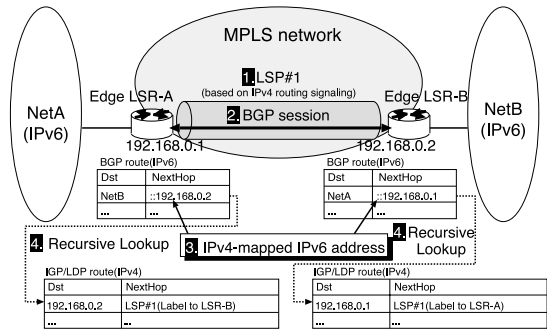 MPLS network
1. LSP#1
(based on IPv4 routing signaling)
NetA
(IPv6)
Edge LSR-A
Edge LSR-B
NetB
(IPv6)
2. BGP session
192.168.0.1
192.168.0.2
BGP route(IPv6)
Dst NextHop
NetB ::192.168.0.2
... ...
BGP route(IPv6)
Dst NextHop
NetA ::192.168.0.1
... ...
4. Recursive Lookup
3. IPv4-mapped IPv6 address
4. Recursive
Lookup
IGP/LDP route(IPv4)
Dst NextHop
192.168.0.2 LSP#1(Label to LSR-B)
... ...
IGP/LDP route(IPv4)
Dst NextHop
192.168.0.1 LSP#1(Label to LSR-A)
... ...